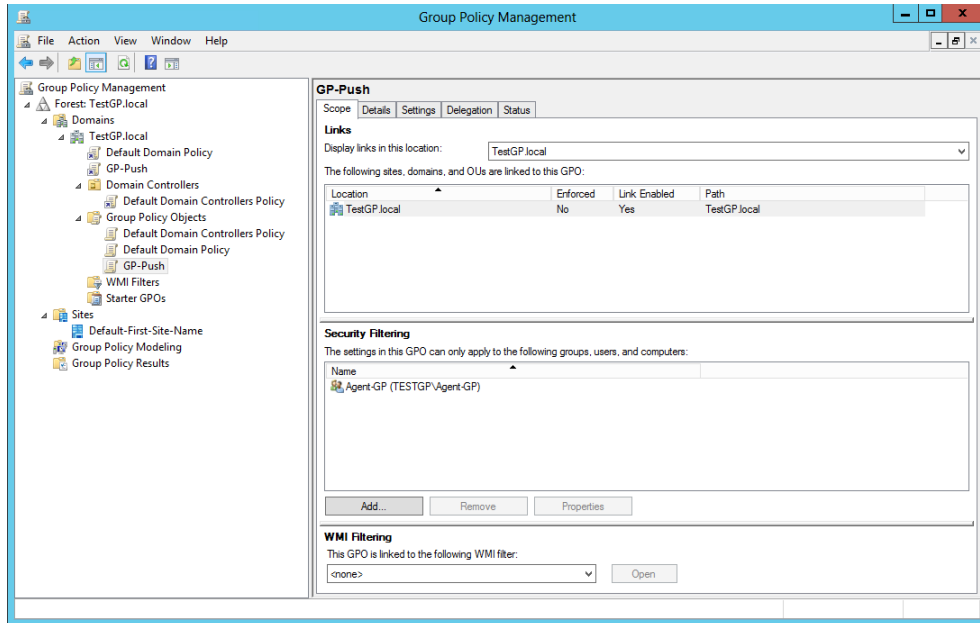 Group Policy Management
File Action View Window Help
Group Policy Management
Forest: TestGP.local
Domains
TestGP.local
Default Domain Policy
GP-Push
Domain Controllers
Default Domain Controllers Policy
Group Policy Objects
Default Domain Controllers Policy
Default Domain Policy
GP-Push
WMI Filters
Starter GPOs
Sites
Default-First-Site-Name
Group Policy Modeling
Group Policy Results
GP-Push
Scope Details Settings Delegation Status
Links
Display links in this location: TestGP.local
The following sites, domains, and OUs are linked to this GPO:
Location Enforced Link Enabled Path
TestGP.local No Yes TestGP.local
Security Filtering
The settings in this GPO can only apply to the following groups, users, and computers:
Name
Agent-GP (TESTGP\Agent-GP)
Add... Remove Properties
WMI Filtering
This GPO is linked to the following WMI filter:
<none> Open